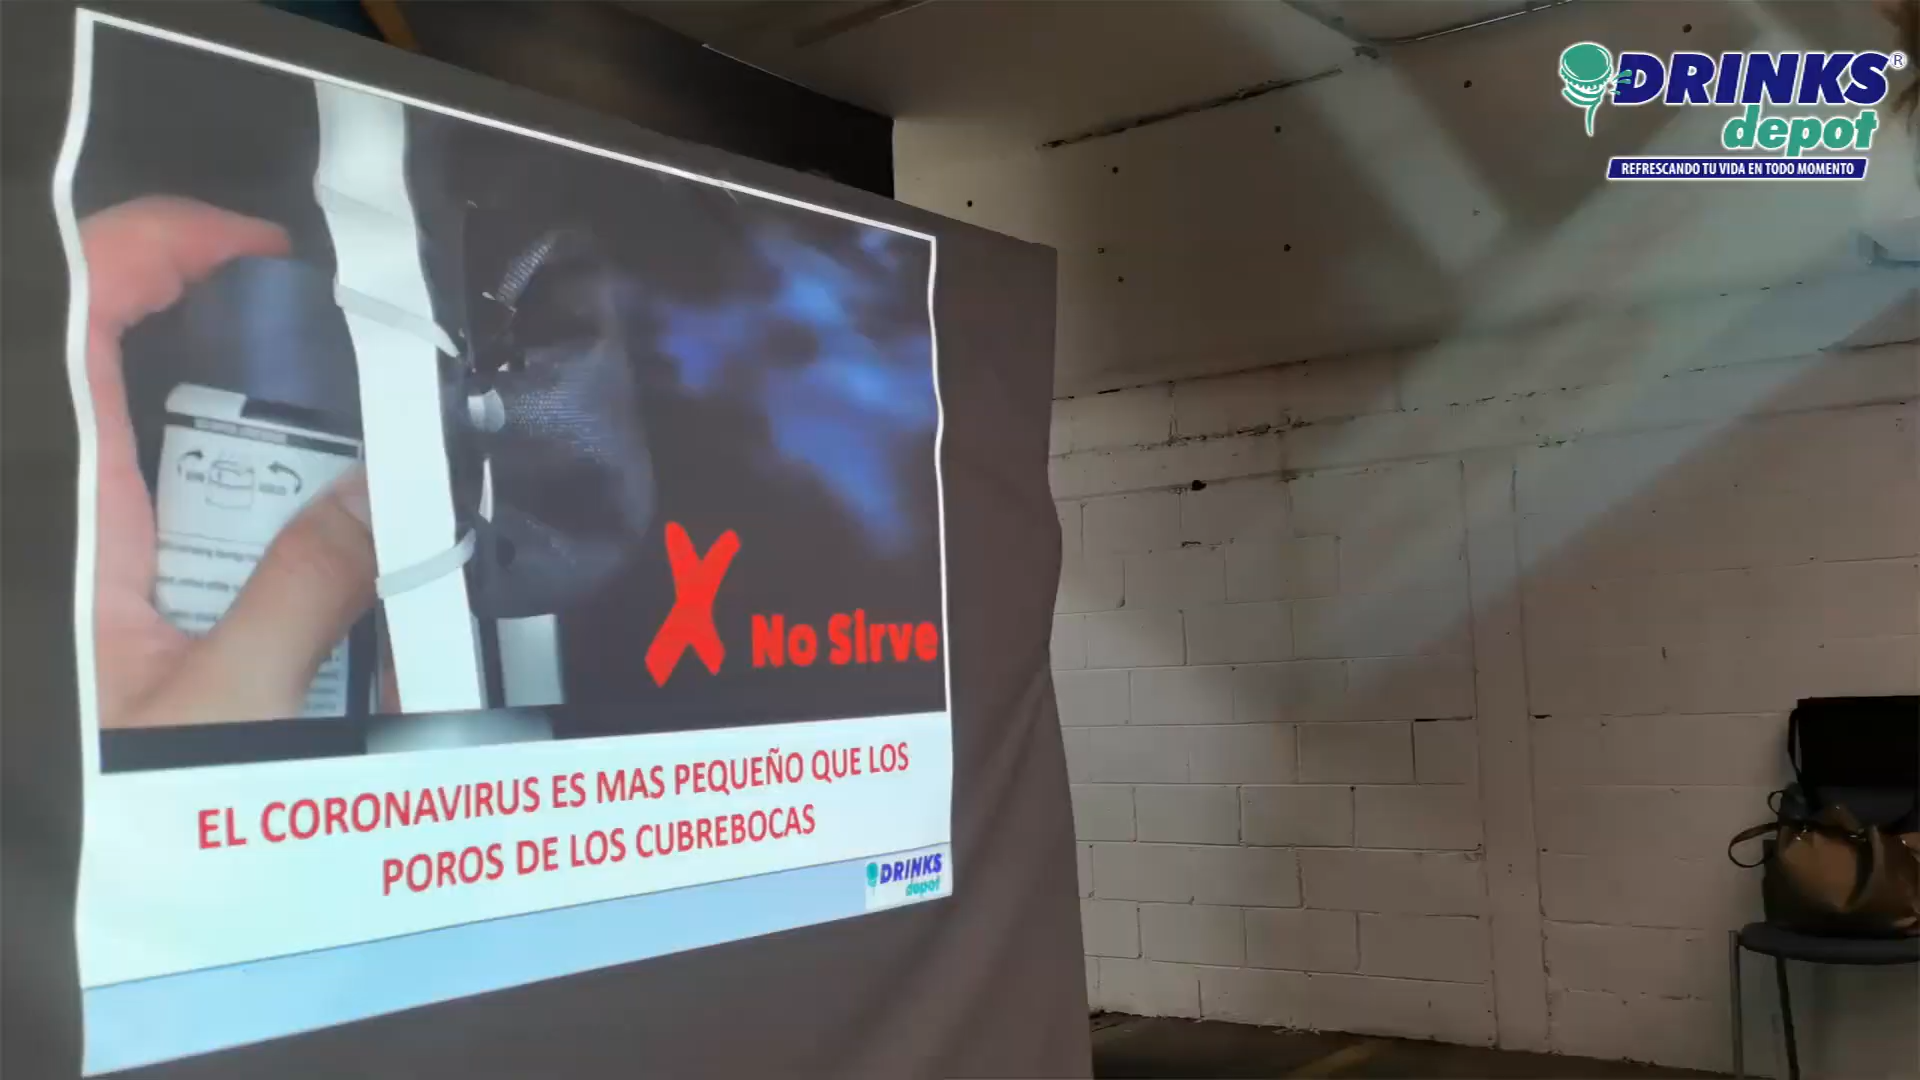 DRINKS®
depot
REFRESCANDO TU VIDA EN TODO MOMENTO
X No Sirve
EL CORONAVIRUS ES MAS PEQUEÑO QUE LOS
POROS DE LOS CUBREBOCAS
DRINKS
depot